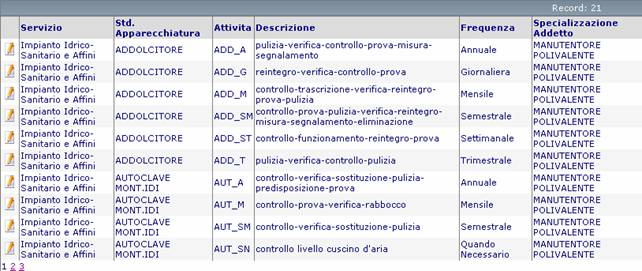 Record: 21
Servizio Std. Apparecchiatura Attivita Descrizione Frequenza Specializzazione Addetto
Impianto Idrico-Sanitario e Affini ADDOLCITORE ADD_A pulizia-verifica-controllo-prova-misura-segnalamento Annuale MANUTENTORE POLIVALENTE
Impianto Idrico-Sanitario e Affini ADDOLCITORE ADD_G reintegro-verifica-controllo-prova Giornaliera MANUTENTORE POLIVALENTE
Impianto Idrico-Sanitario e Affini ADDOLCITORE ADD_M controllo-trascrizione-verifica-reintegro-prova-pulizia Mensile MANUTENTORE POLIVALENTE
Impianto Idrico-Sanitario e Affini ADDOLCITORE ADD_SM controllo-prova-pulizia-verifica-reintegro-misura-segnalamento-eliminazione Semestrale MANUTENTORE POLIVALENTE
Impianto Idrico-Sanitario e Affini ADDOLCITORE ADD_ST controllo-funzionamento-reintegro-prova Settimanale MANUTENTORE POLIVALENTE
Impianto Idrico-Sanitario e Affini ADDOLCITORE ADD_T pulizia-verifica-controllo-pulizia Trimestrale MANUTENTORE POLIVALENTE
Impianto Idrico-Sanitario e Affini AUTOCLAVE MONT.IDI AUT_A controllo-verifica-sostituzione-pulizia-predisposizione-prova Annuale MANUTENTORE POLIVALENTE
Impianto Idrico-Sanitario e Affini AUTOCLAVE MONT.IDI AUT_M controllo-prova-verifica-rabbocco Mensile MANUTENTORE POLIVALENTE
Impianto Idrico-Sanitario e Affini AUTOCLAVE MONT.IDI AUT_SM controllo-verifica-sostituzione-pulizia Semestrale MANUTENTORE POLIVALENTE
Impianto Idrico-Sanitario e Affini AUTOCLAVE MONT.IDI AUT_SN controllo livello cuscino d'aria Quando Necessario MANUTENTORE POLIVALENTE
1 2 3